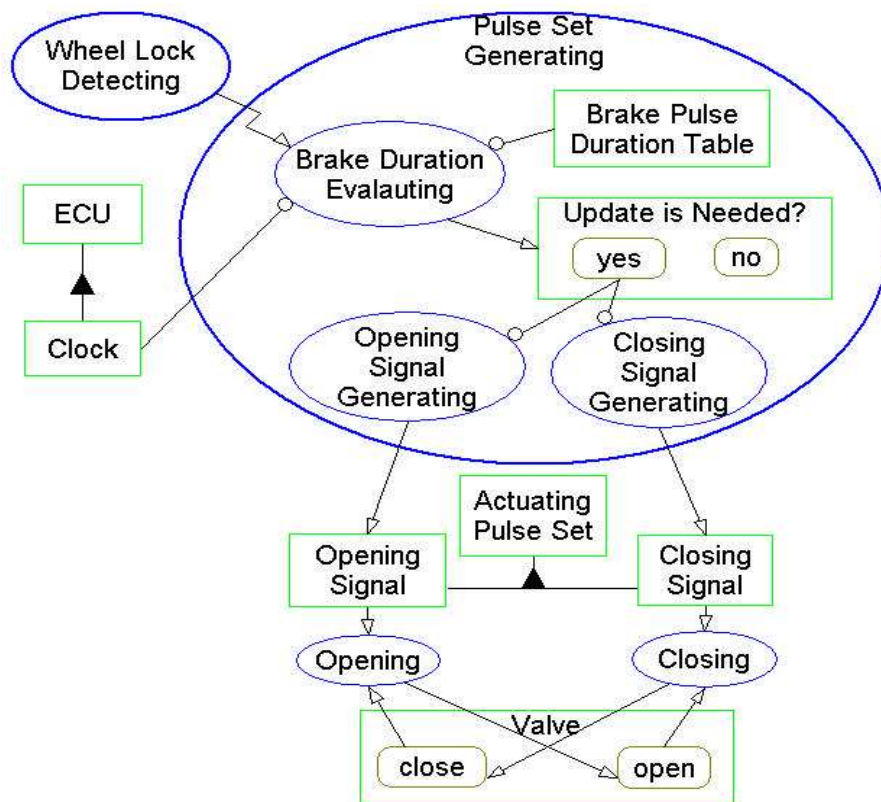 Pulse Set
Generating
Wheel Lock
Detecting
Brake Pulse
Duration Table
Brake Duration
Evalauting
ECU
Update is Needed?
yes
no
Clock
Opening
Signal
Generating
Closing
Signal
Generating
Actuating
Pulse Set
Opening
Signal
Closing
Signal
Opening
Closing
Valve
close
open